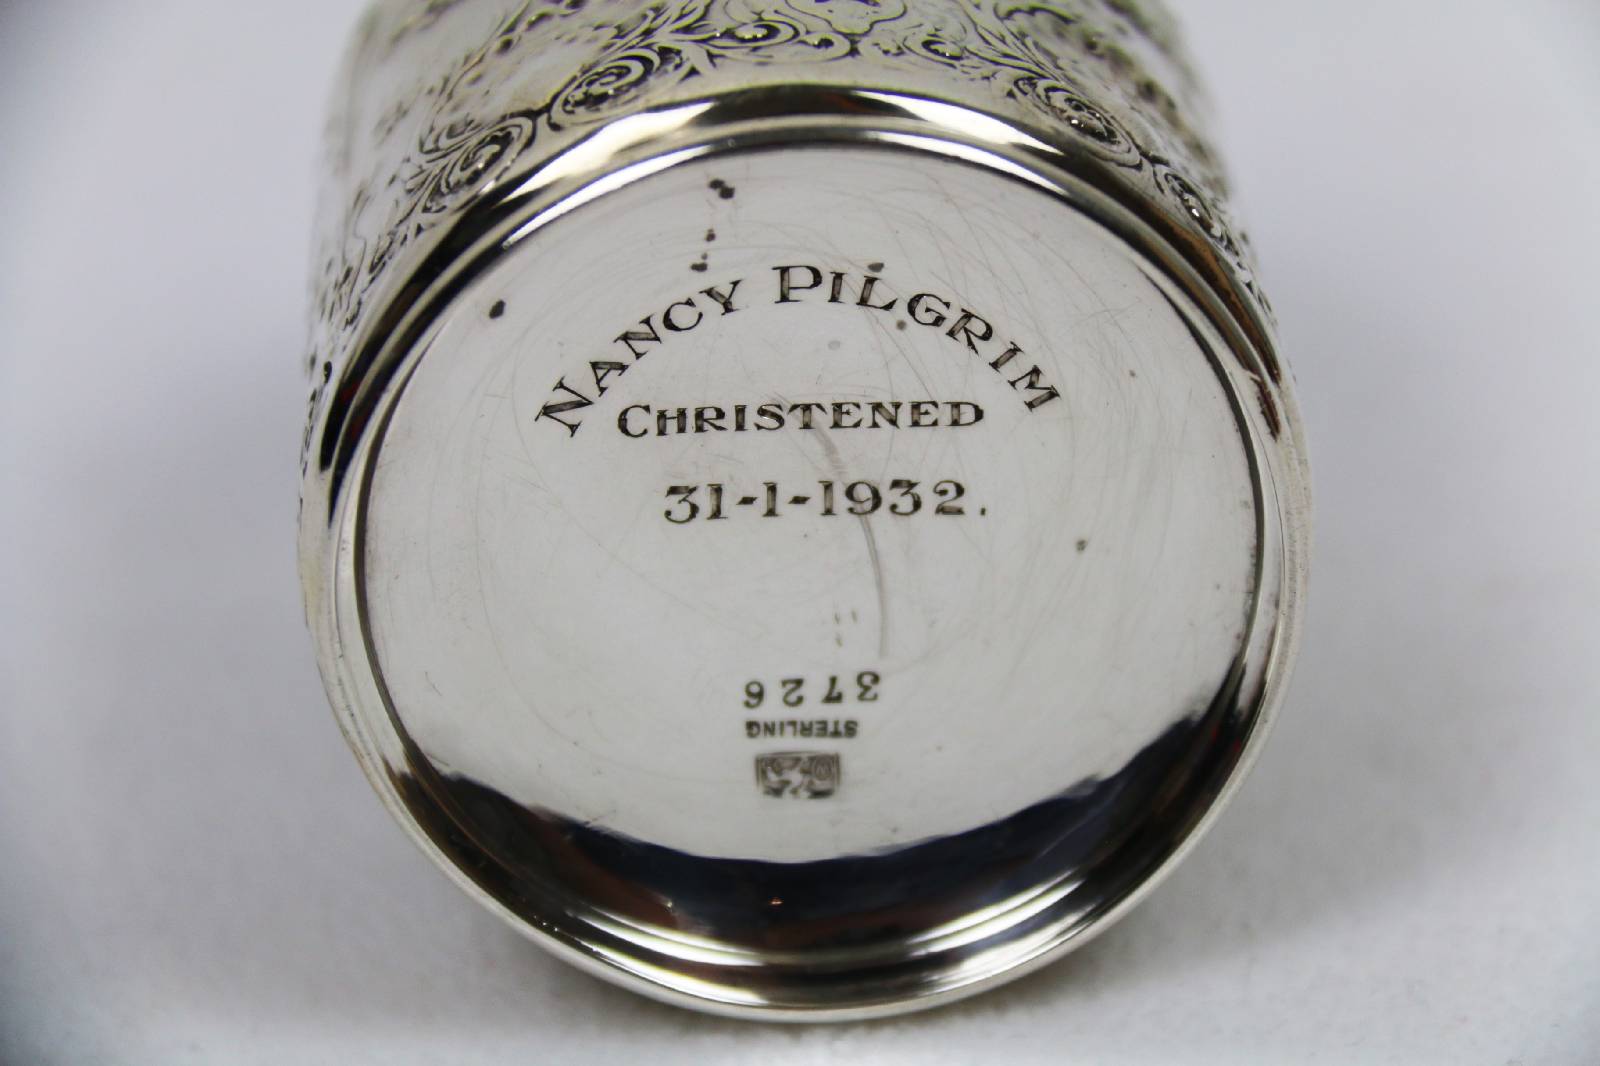 NANCY PILGRIM
CHRISTENED
31-1-1932.
3726
STERLING